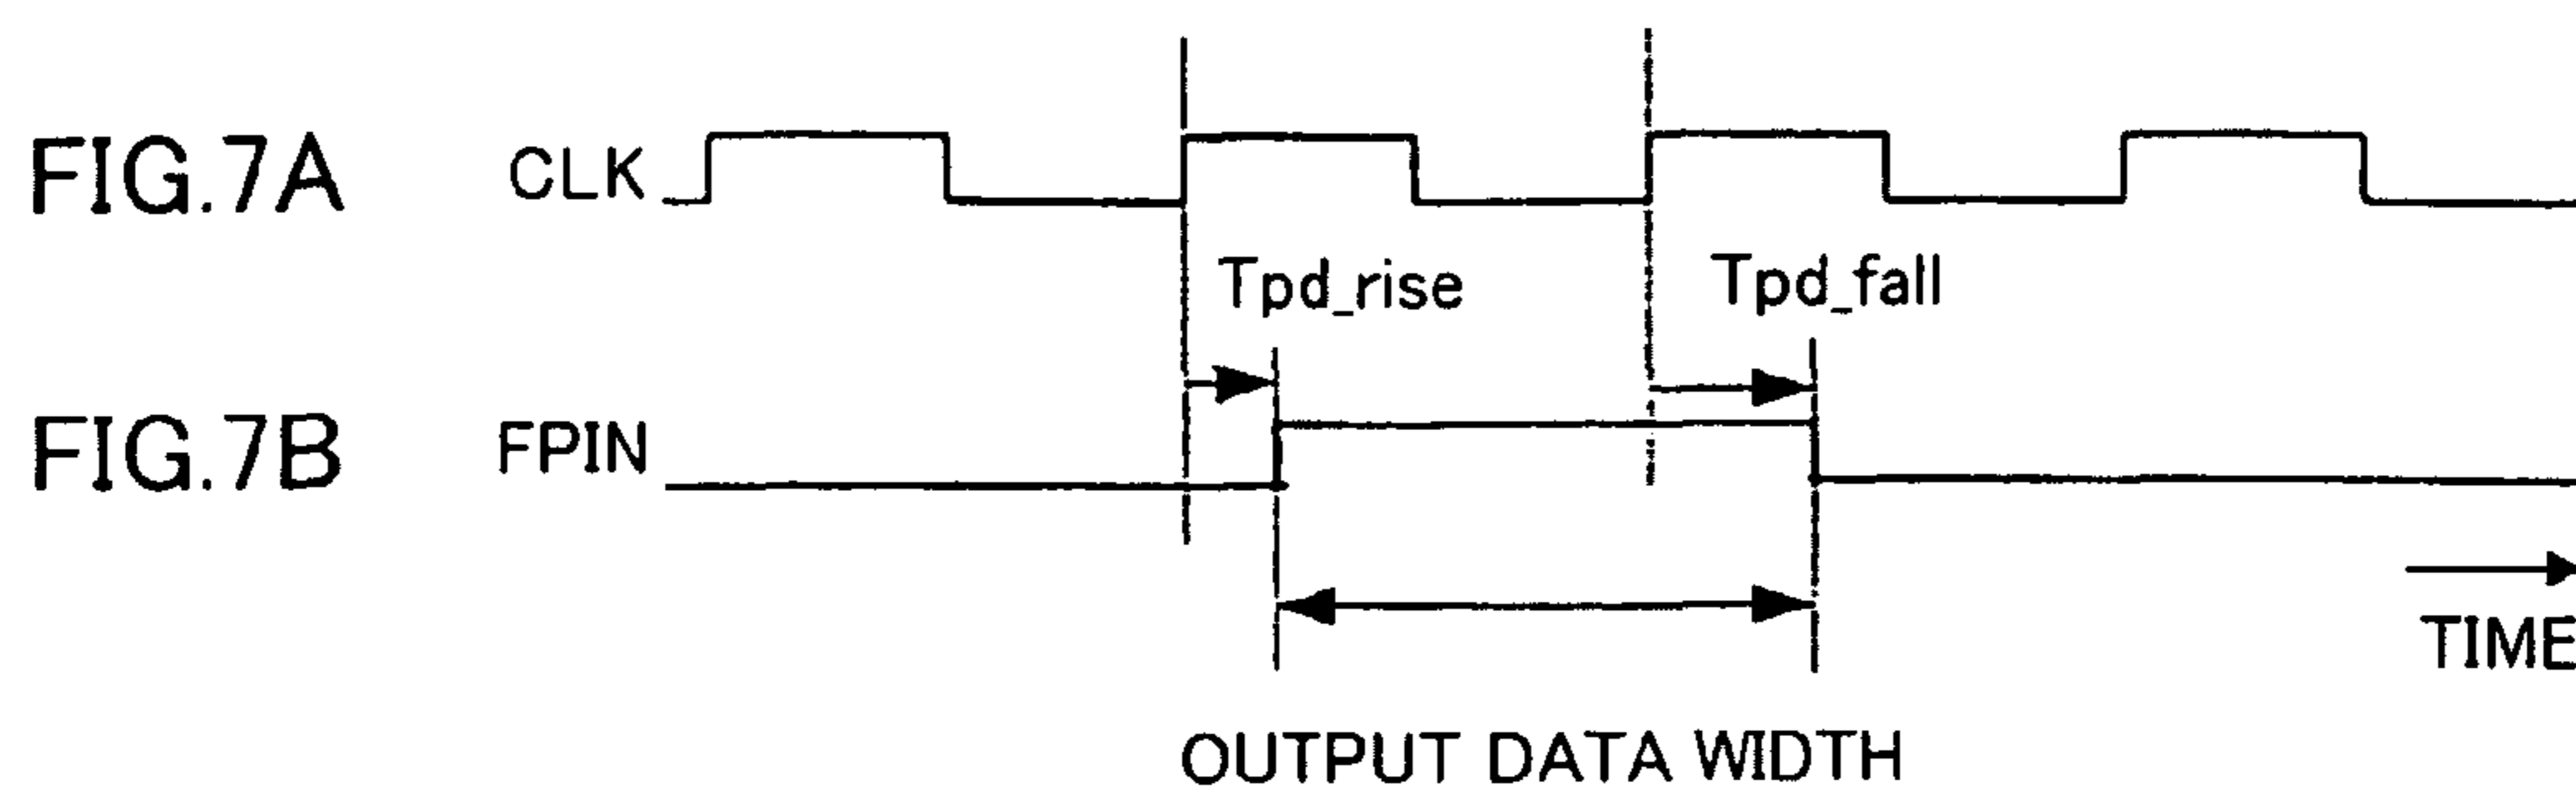 FIG.7A CLK
Tpd_rise Tpd_fall
FIG.7B FPIN
TIME
OUTPUT DATA WIDTH